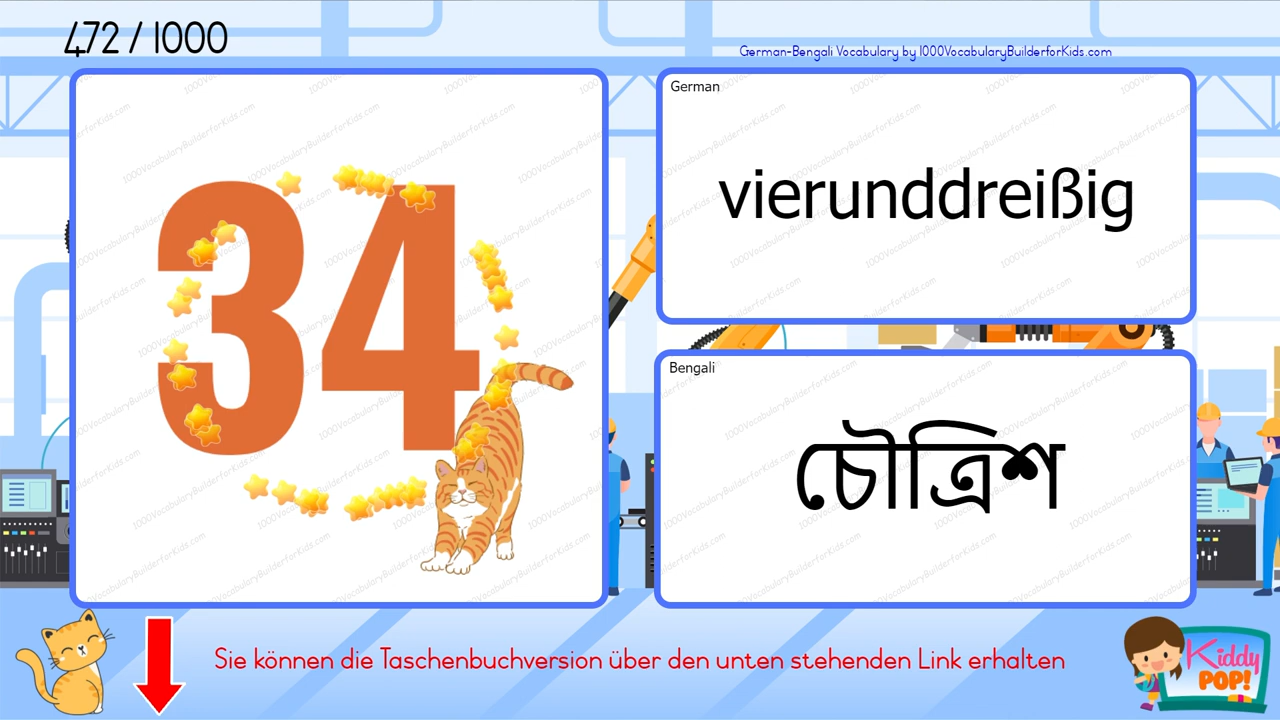 472 / 1000
German-Bengali Vocabulary by 1000VocabularyBuilderforKids.com
34
German
vierunddreißig
Bengali
চৌত্রিশ
Sie können die Taschenbuchversion über den unten stehenden Link erhalten
Kiddy
POP!